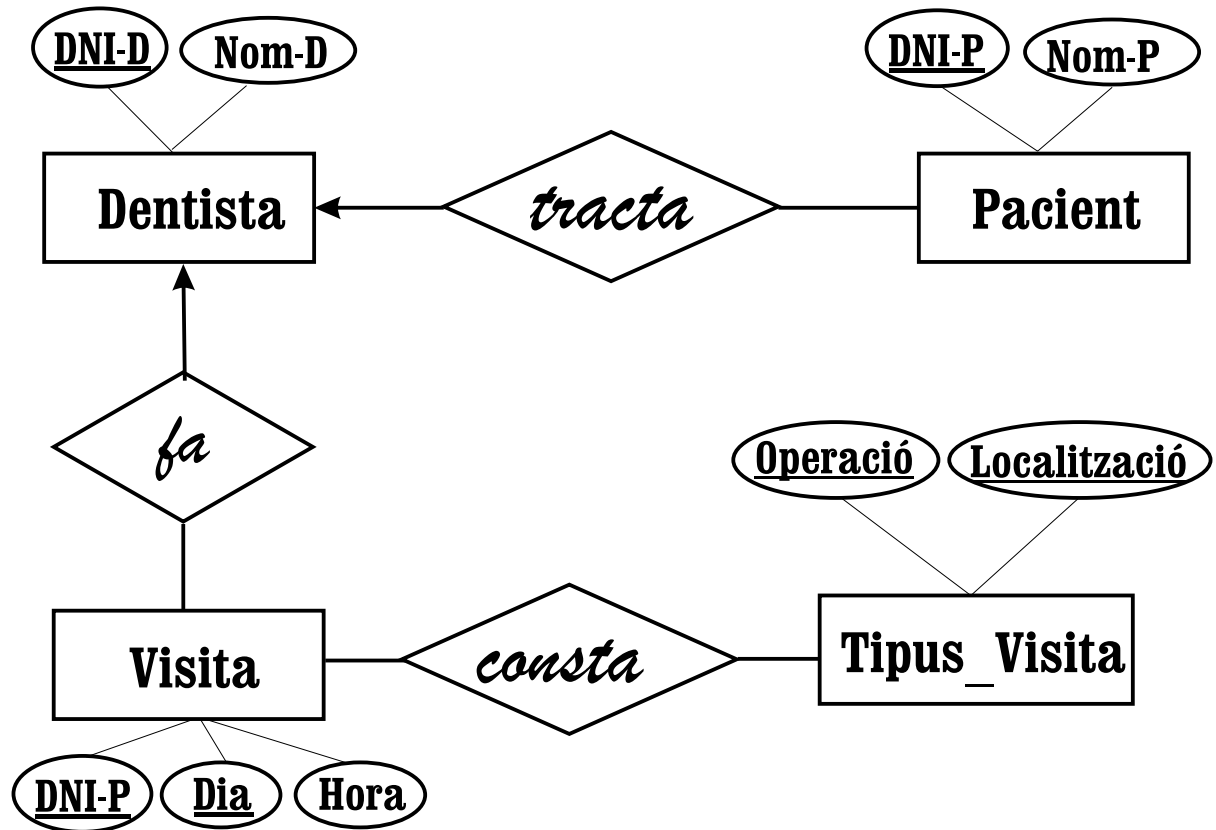 DNI-D
Nom-D
DNI-P
Nom-P
Dentista
tracta
Pacient
fa
Operació
Localització
Visita
consta
Tipus_Visita
DNI-P
Dia
Hora